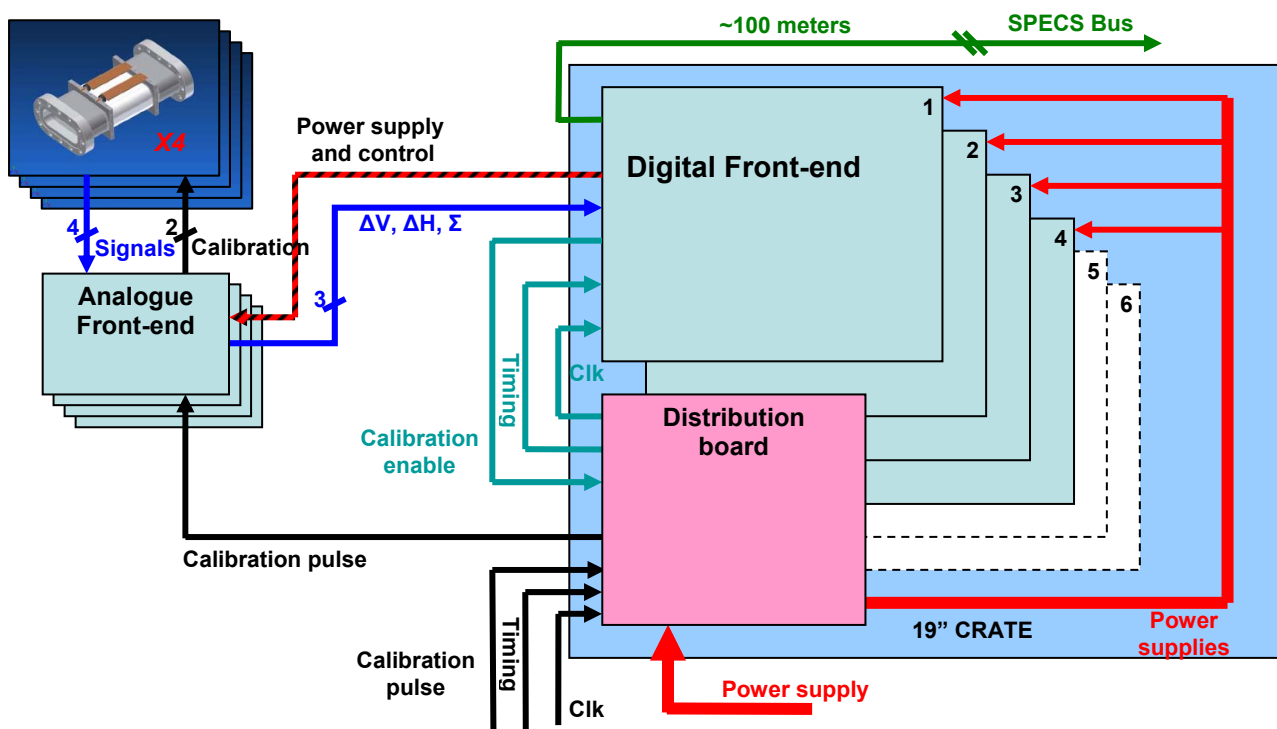 ~100 meters
SPECS Bus
X4
Power supply
and control
Digital Front-end
1
2
3
4
5
6
4
Signals
2
Calibration
ΔV, ΔH, Σ
3
Analogue
Front-end
Timing
Clk
Calibration
enable
Distribution
board
Calibration pulse
Timing
Calibration
pulse
Clk
19” CRATE
Power
supplies
Power supply